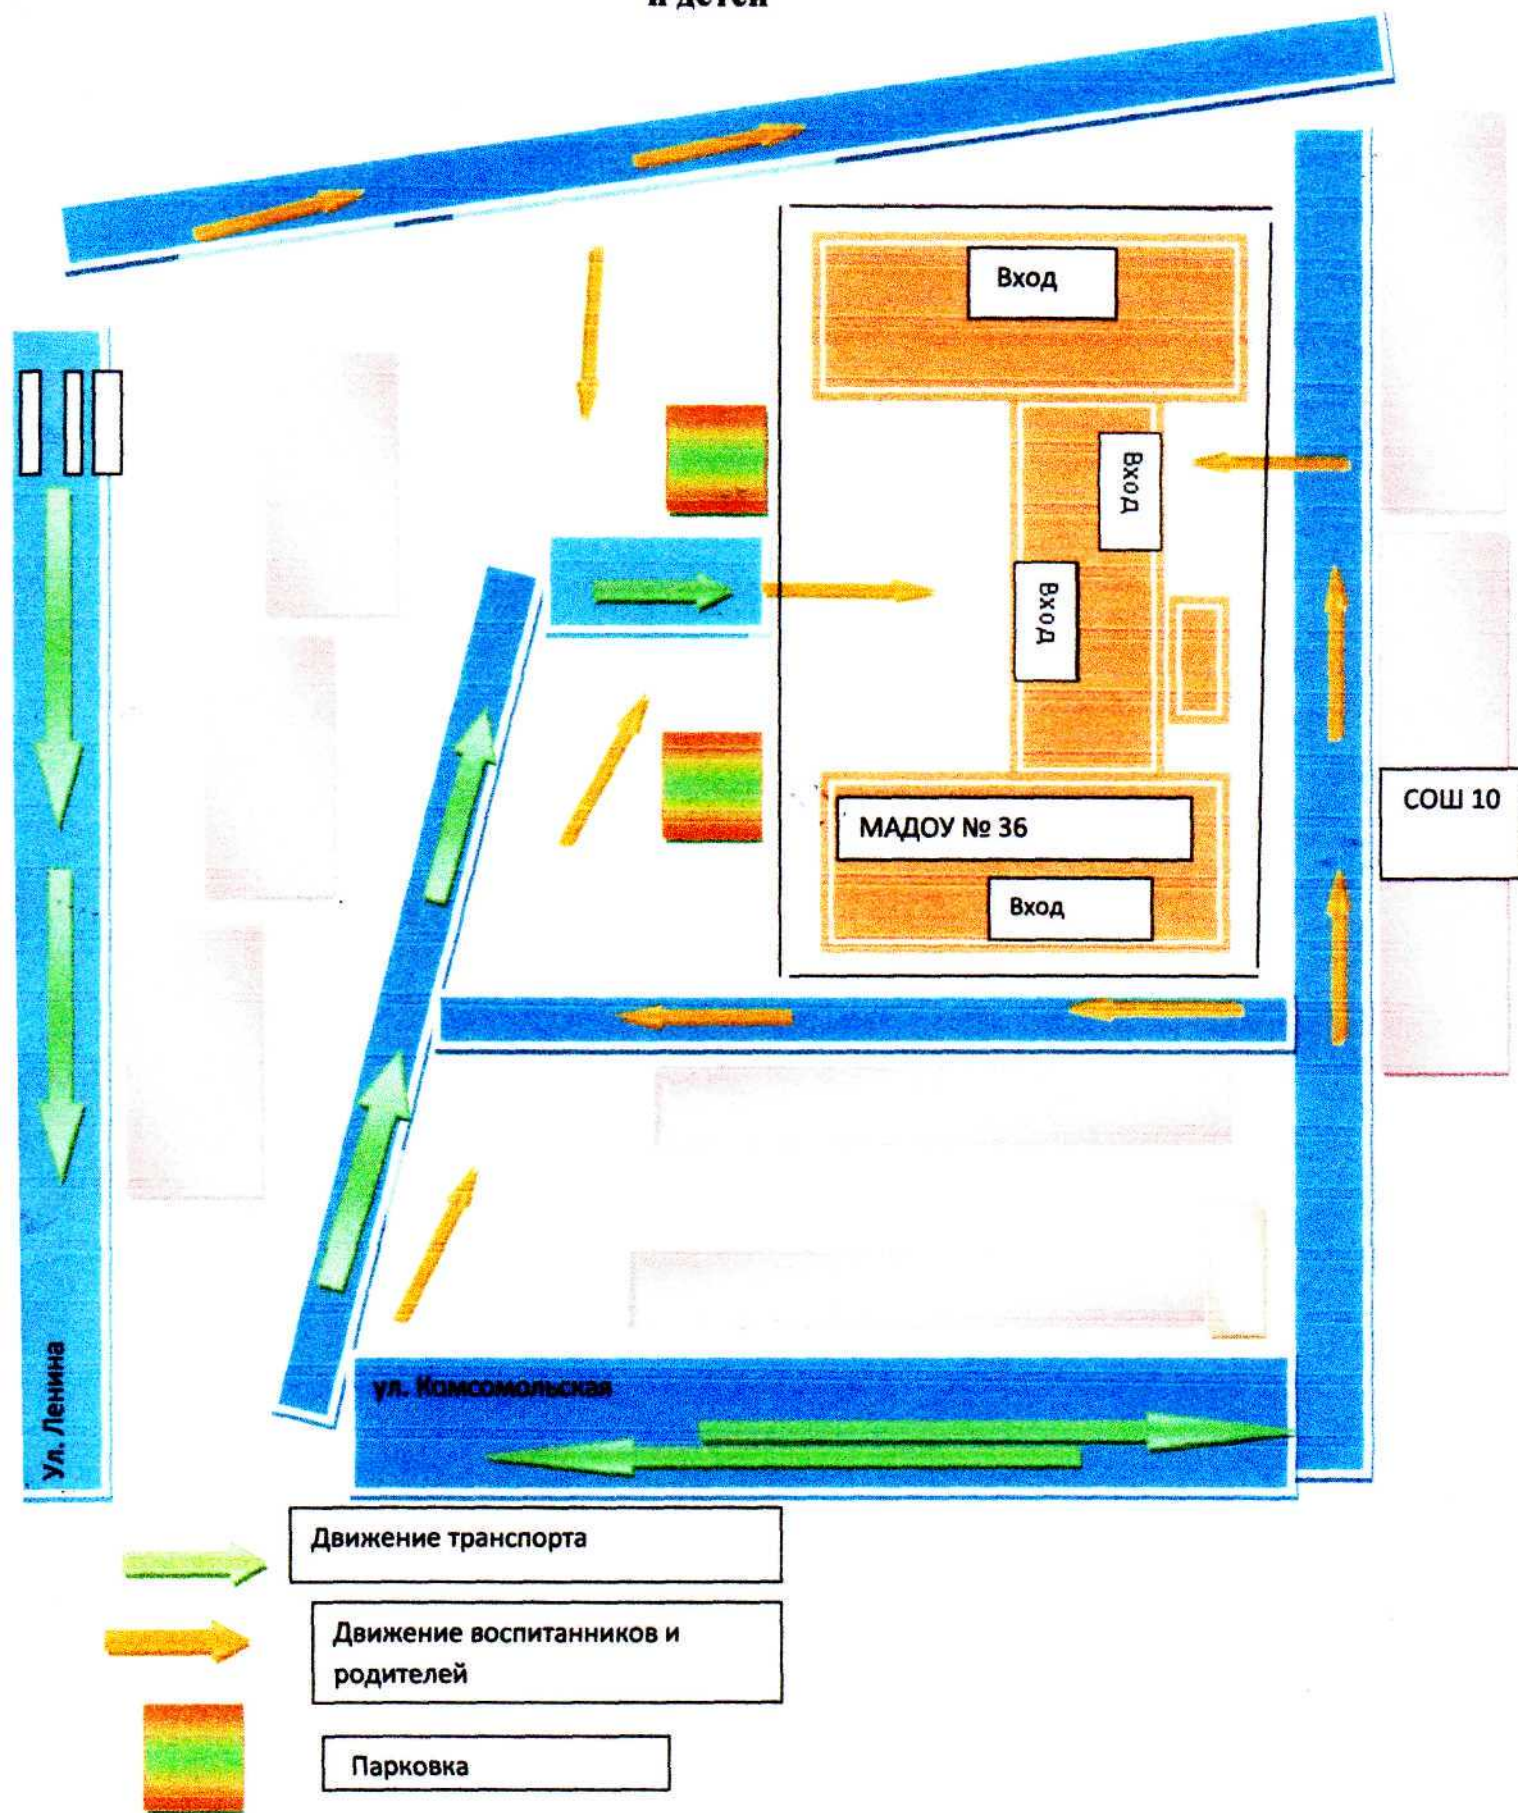 и детей
Вход
Вход
Вход
МАДОУ № 36
Вход
СОШ 10
Ул. Ленина
ул. Комсомольская
Движение транспорта
Движение воспитанников и
родителей
Парковка